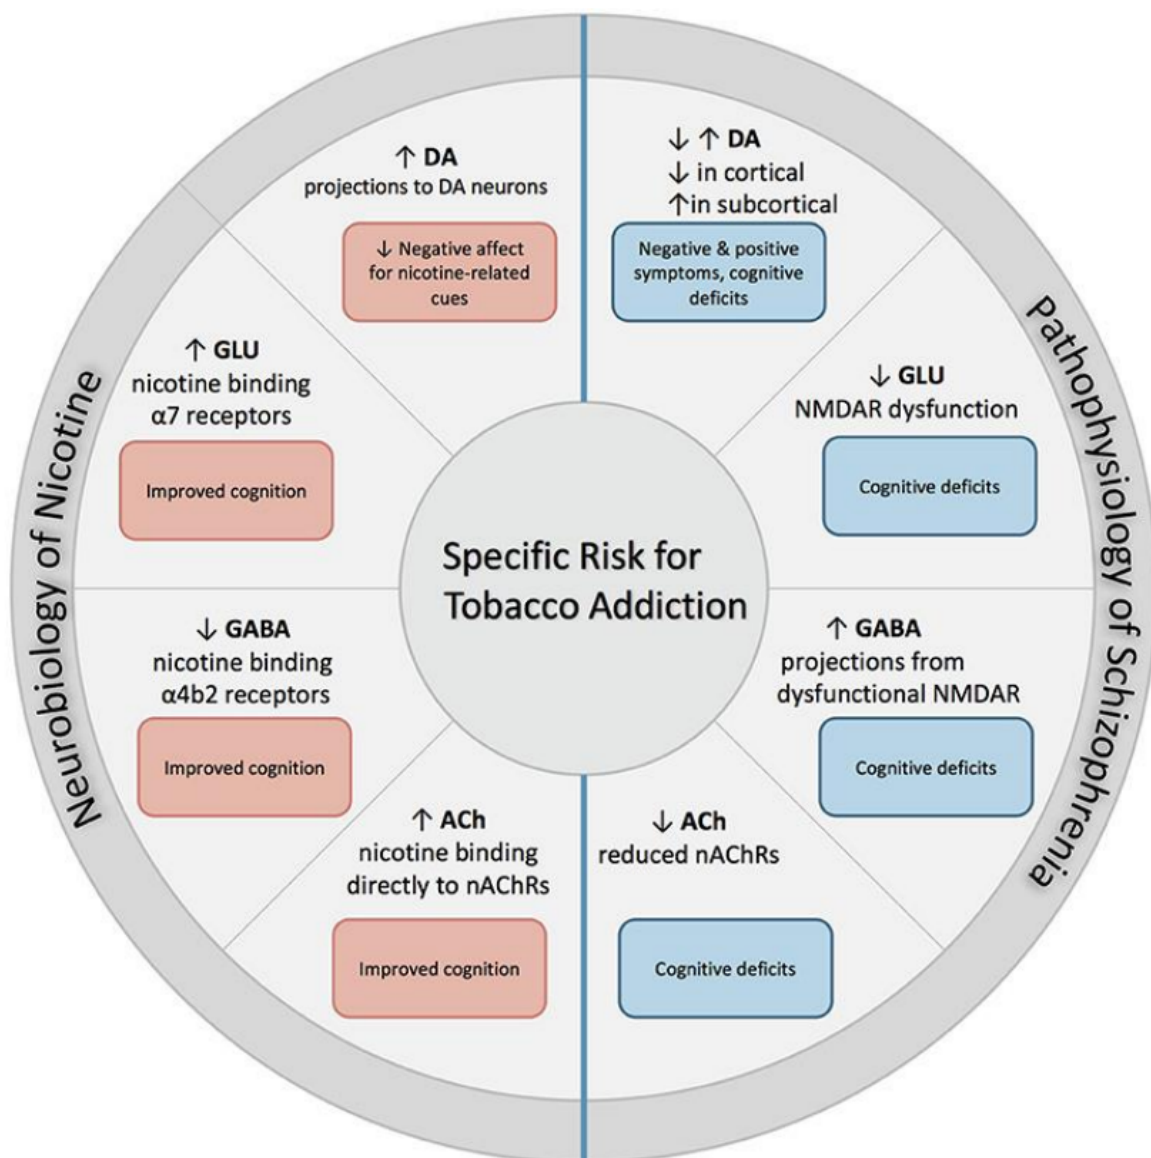 Neurobiology of Nicotine
Pathophysiology of Schizophrenia
Specific Risk for
Tobacco Addiction
↑ DA
projections to DA neurons
↓ Negative affect
for nicotine-related
cues
↑ GLU
nicotine binding
α7 receptors
Improved cognition
↓ GABA
nicotine binding
α4b2 receptors
Improved cognition
↑ ACh
nicotine binding
directly to nAChRs
Improved cognition
↓ ↑ DA
↓ in cortical
↑in subcortical
Negative & positive
symptoms, cognitive
deficits
↓ GLU
NMDAR dysfunction
Cognitive deficits
↑ GABA
projections from
dysfunctional NMDAR
Cognitive deficits
↓ ACh
reduced nAChRs
Cognitive deficits